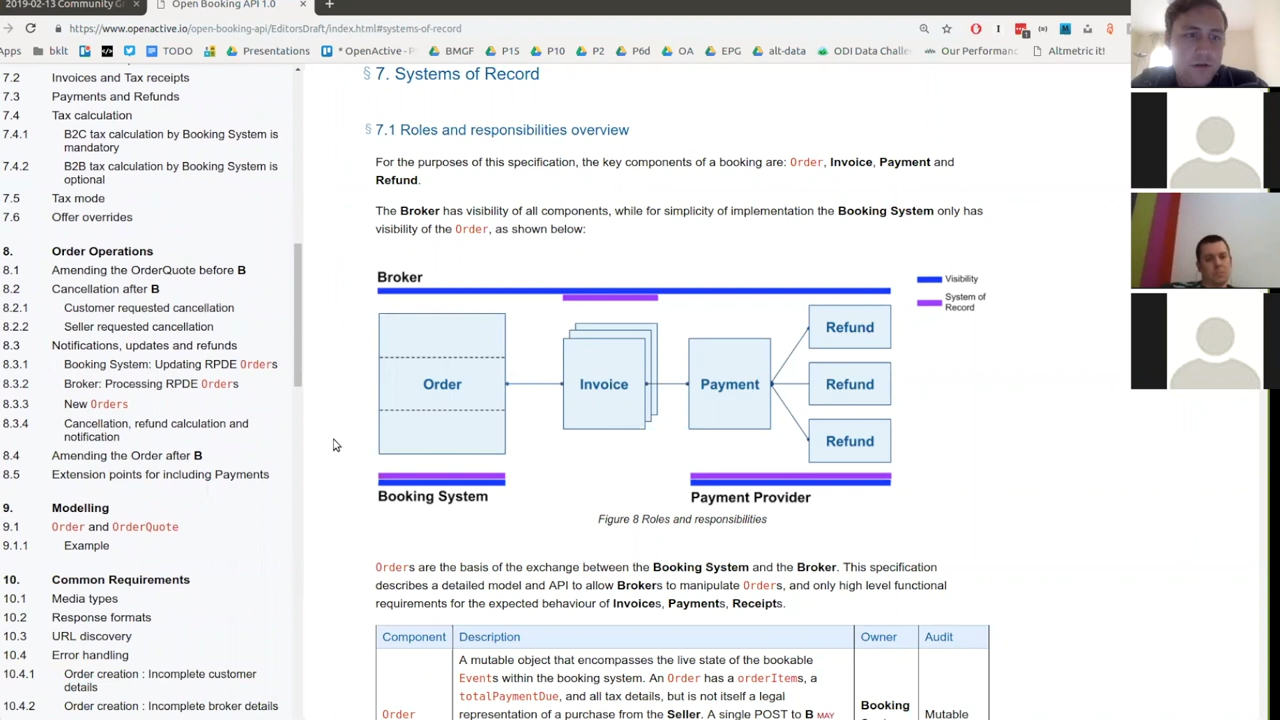 2019-02-13 Community G
Open Booking API 1.0
https://www.openactive.io/open-booking-api/EditorsDraft/index.html#systems-of-record
Apps bklt TODO Presentations * OpenActive - P BMGF P15 P10 P2 P6d OA EPG alt-data ODI Data Challe Our Performanc Altmetric it!
7.2 Invoices and Tax receipts
7.3 Payments and Refunds
7.4 Tax calculation
7.4.1 B2C tax calculation by Booking System is
mandatory
7.4.2 B2B tax calculation by Booking System is
optional
7.5 Tax mode
7.6 Offer overrides
8. Order Operations
8.1 Amending the OrderQuote before B
8.2 Cancellation after B
8.2.1 Customer requested cancellation
8.2.2 Seller requested cancellation
8.3 Notifications, updates and refunds
8.3.1 Booking System: Updating RPDE Orders
8.3.2 Broker: Processing RPDE Orders
8.3.3 New Orders
8.3.4 Cancellation, refund calculation and
notification
8.4 Amending the Order after B
8.5 Extension points for including Payments
9. Modelling
9.1 Order and OrderQuote
9.1.1 Example
10. Common Requirements
10.1 Media types
10.2 Response formats
10.3 URL discovery
10.4 Error handling
10.4.1 Order creation : Incomplete customer
details
10.4.2 Order creation : Incomplete broker details
§ 7. Systems of Record
§ 7.1 Roles and responsibilities overview
For the purposes of this specification, the key components of a booking are: Order, Invoice, Payment and
Refund.
The Broker has visibility of all components, while for simplicity of implementation the Booking System only has
visibility of the Order, as shown below:
Broker
Visibility
System of
Record
Order
Invoice
Payment
Refund
Refund
Refund
Booking System
Payment Provider
Figure 8 Roles and responsibilities
Orders are the basis of the exchange between the Booking System and the Broker. This specification
describes a detailed model and API to allow Brokers to manipulate Orders, and only high level functional
requirements for the expected behaviour of Invoices, Payments, Receipts.
Component Description Owner Audit
A mutable object that encompasses the live state of the bookable
Events within the booking system. An Order has a orderItems, a
totalPaymentDue, and all tax details, but is not itself a legal
Order representation of a purchase from the Seller. A single POST to B MAY Booking Mutable